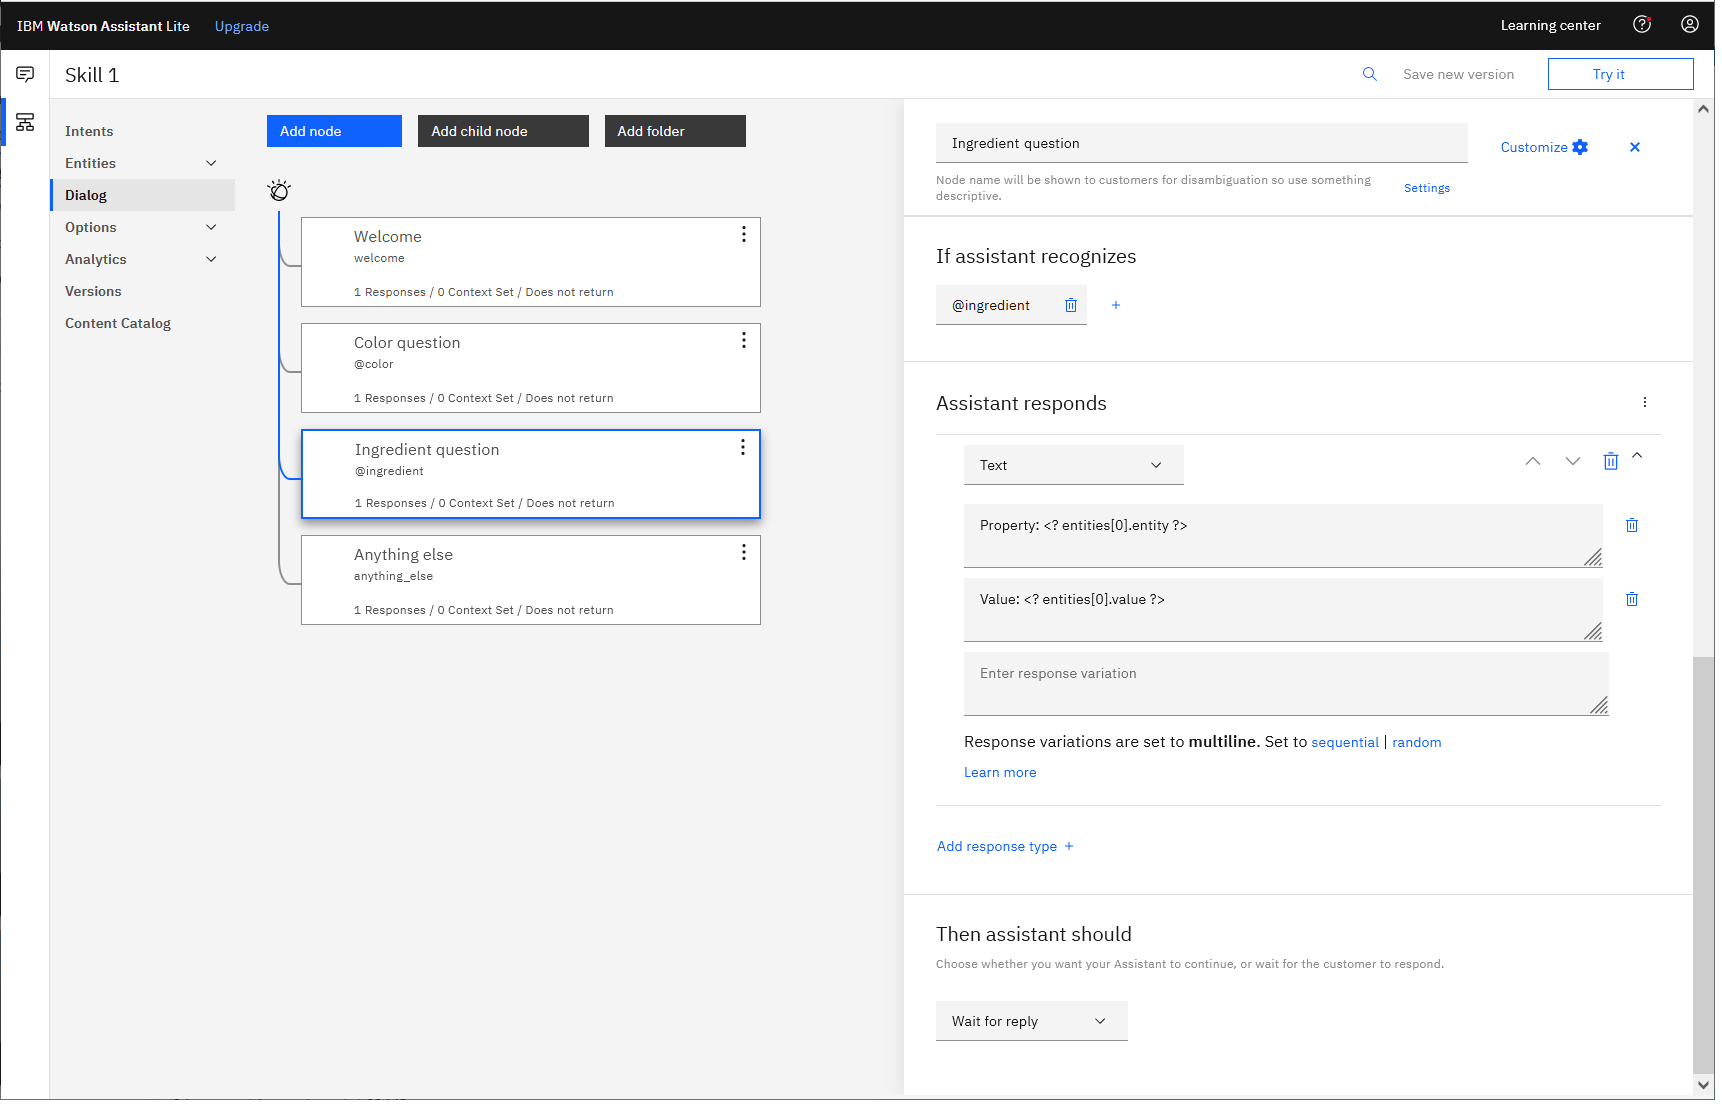 IBM Watson Assistant Lite
Upgrade
Learning center
Skill 1
Save new version
Try it
Intents
Entities
Dialog
Options
Analytics
Versions
Content Catalog
Add node
Add child node
Add folder
Welcome
welcome
1 Responses / 0 Context Set / Does not return
Color question
@color
1 Responses / 0 Context Set / Does not return
Ingredient question
@ingredient
1 Responses / 0 Context Set / Does not return
Anything else
anything_else
1 Responses / 0 Context Set / Does not return
Ingredient question
Customize
Node name will be shown to customers for disambiguation so use something
descriptive.
Settings
If assistant recognizes
@ingredient
Assistant responds
Text
Property: <? entities[0].entity ?>
Value: <? entities[0].value ?>
Enter response variation
Response variations are set to multiline. Set to sequential | random
Learn more
Add response type +
Then assistant should
Choose whether you want your Assistant to continue, or wait for the customer to respond.
Wait for reply